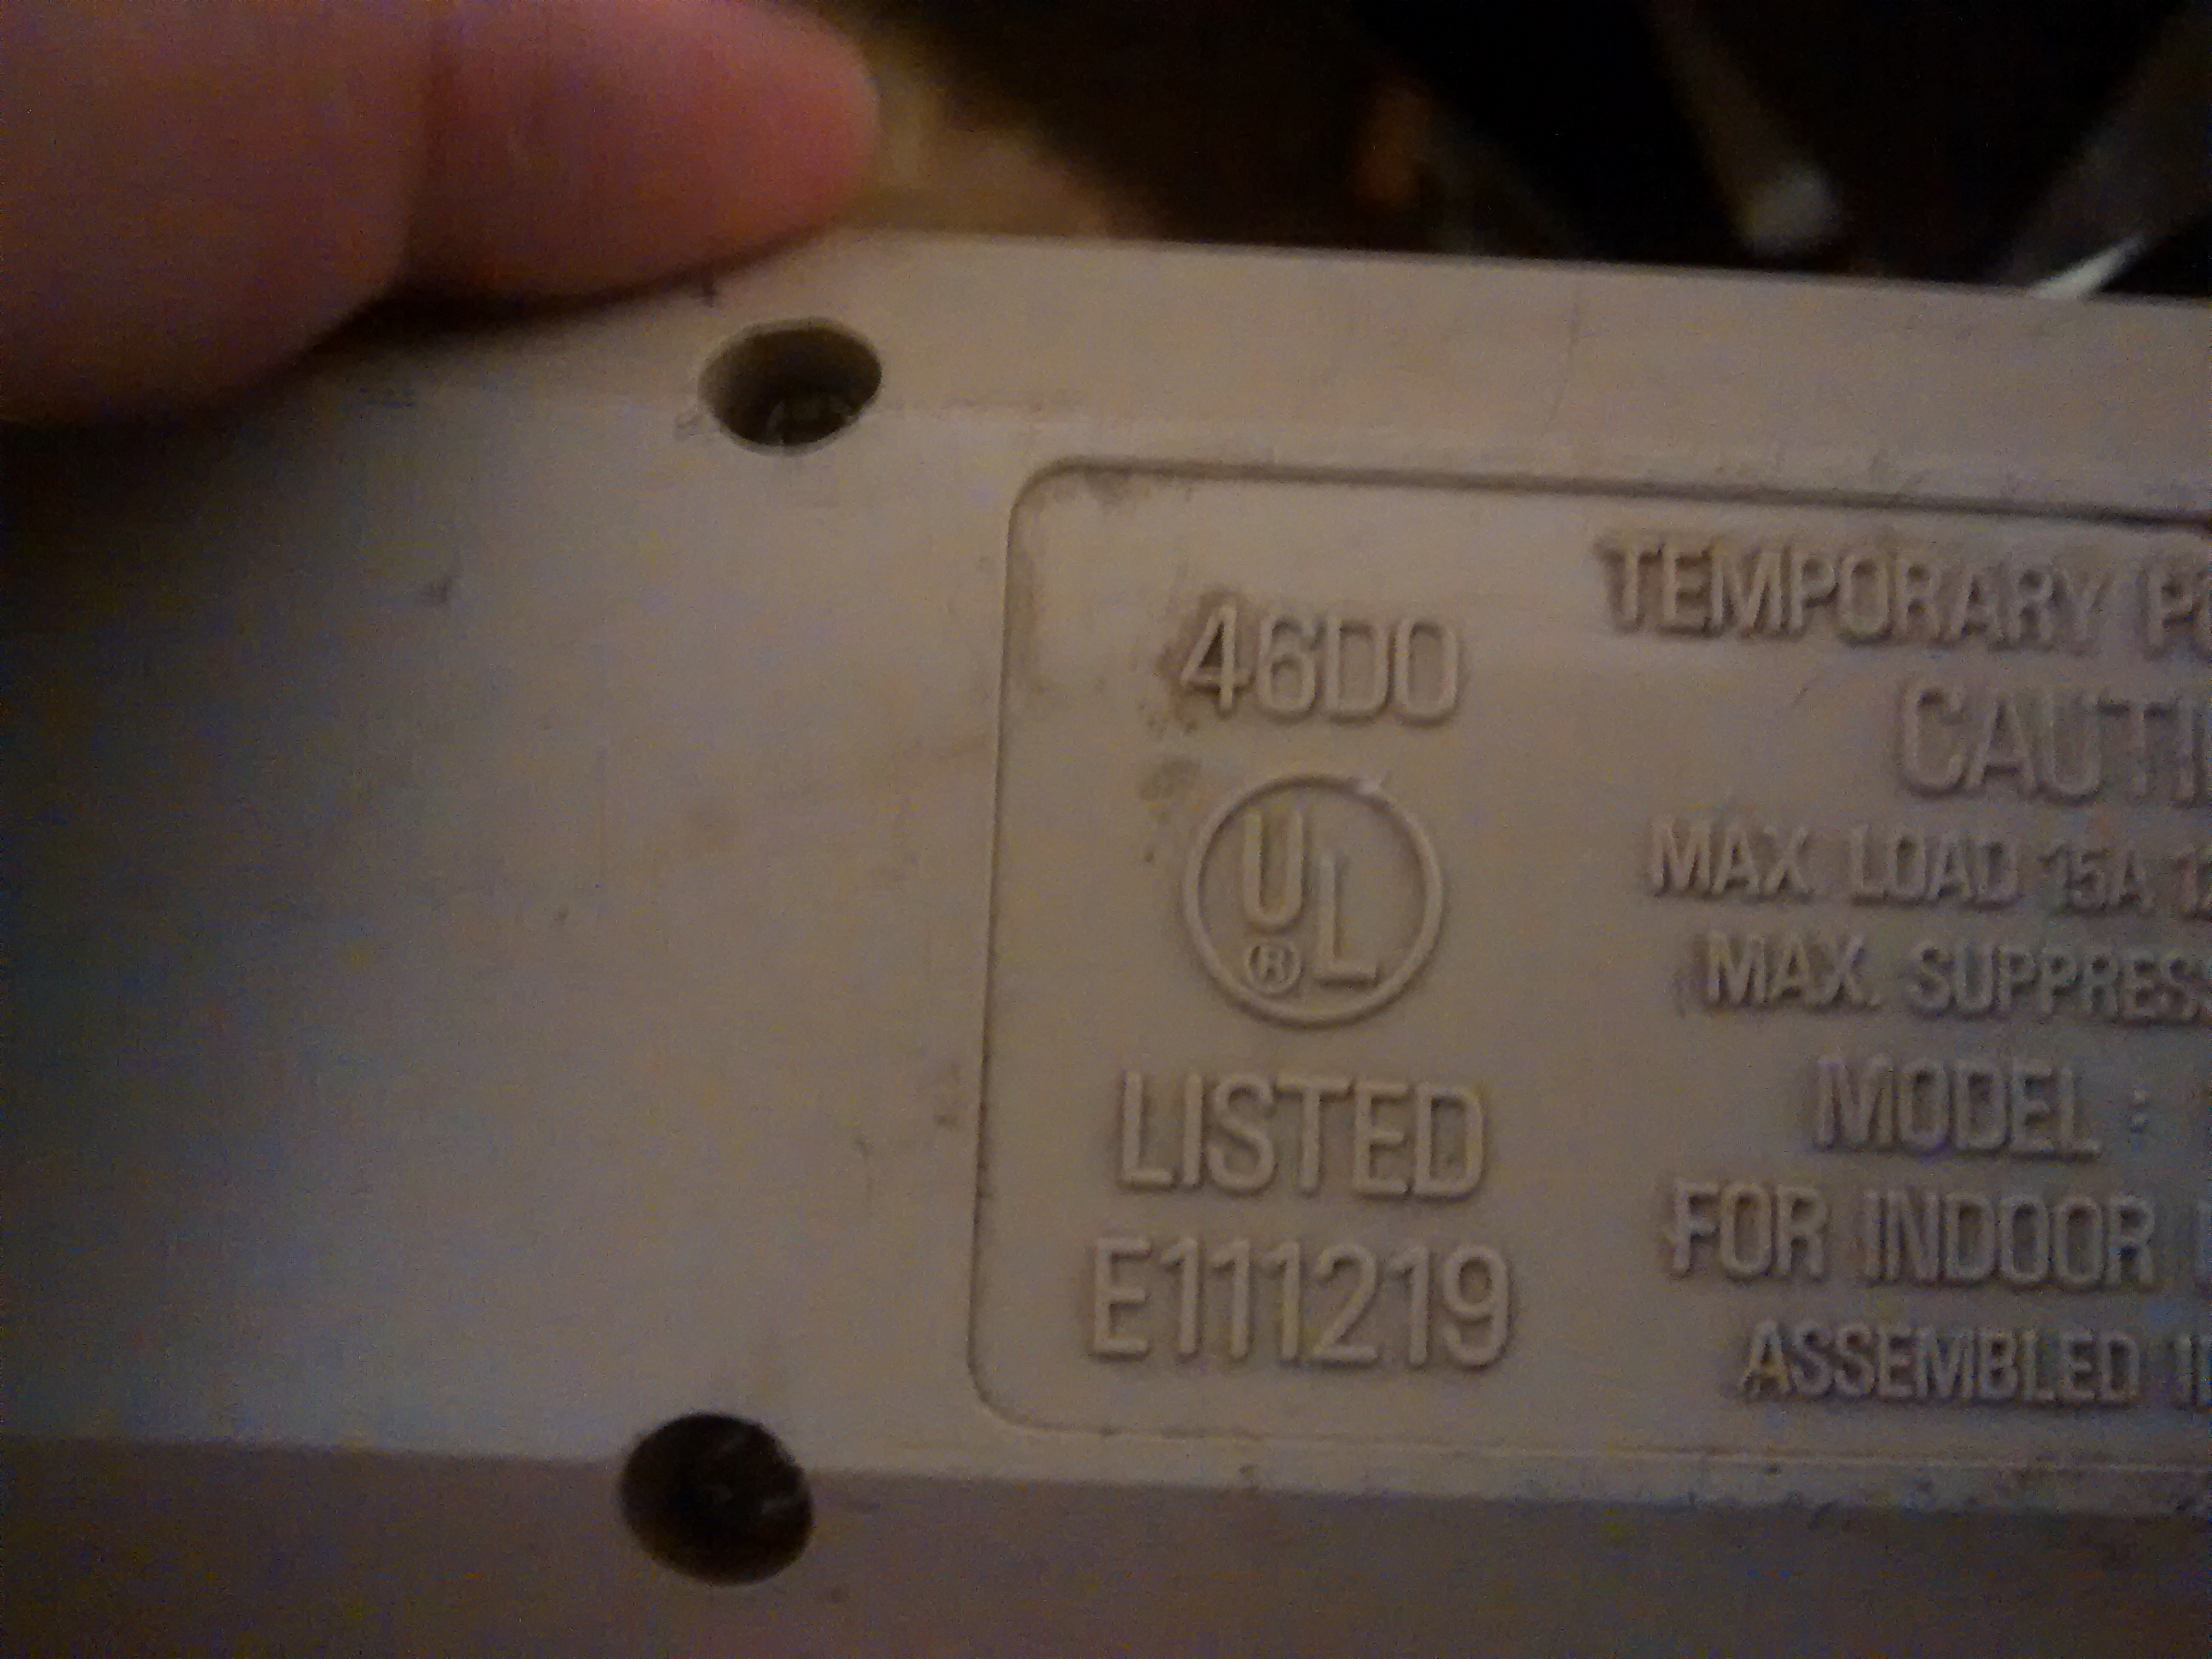 46D0
UL
®
LISTED
E111219
TEMPORARY
CAUTI
MAX LOAD 15A
MAX. SUPPRES
MODEL :
FOR INDOOR
ASSEMBLED